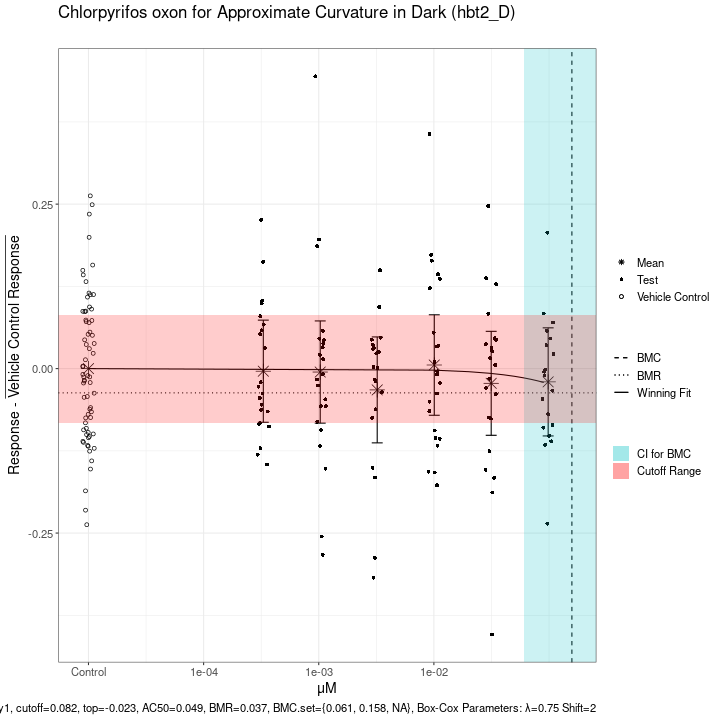 Chlorpyrifos oxon for Approximate Curvature in Dark (hbt2_D)
Response - Vehicle Control Response
0.25
0.00
-0.25
Control
1e-04
1e-03
1e-02
μM
Mean
Test
Vehicle Control
BMC
BMR
Winning Fit
CI for BMC
Cutoff Range
y1, cutoff=0.082, top=-0.023, AC50=0.049, BMR=0.037, BMC.set={0.061, 0.158, NA}, Box-Cox Parameters: λ=0.75 Shift=2